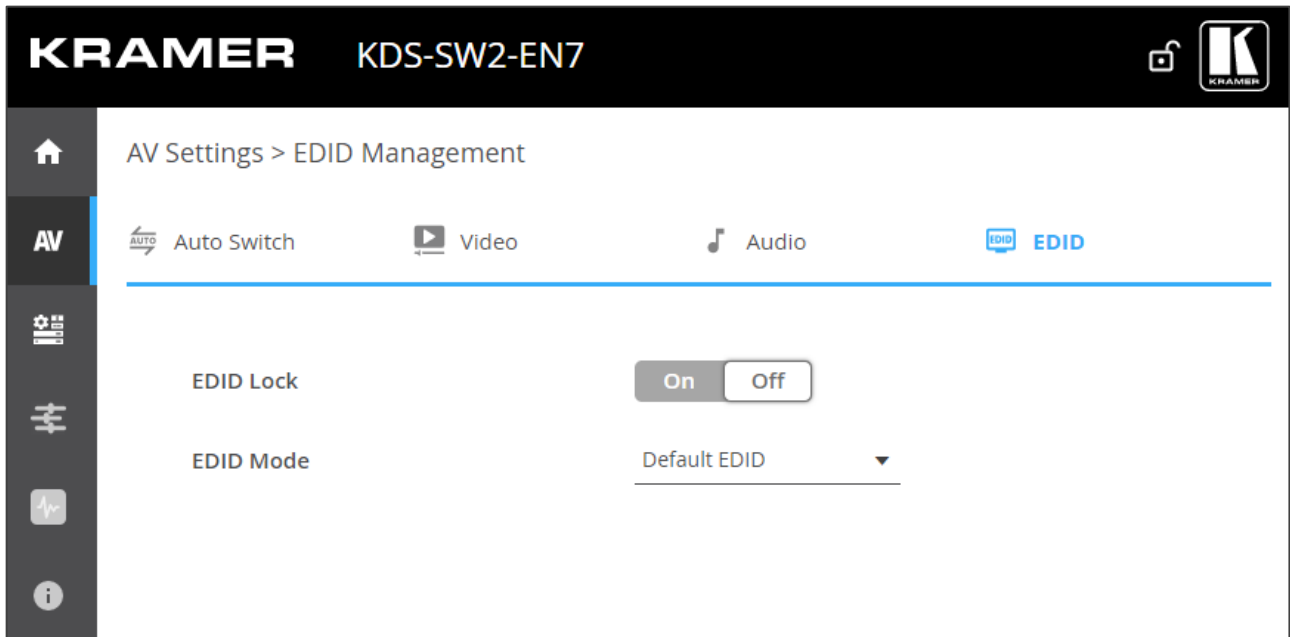 KRAMER KDS-SW2-EN7
KRAMER
AV Settings > EDID Management
AV
AUTO Auto Switch Video Audio EDID EDID
EDID Lock On Off
EDID Mode Default EDID